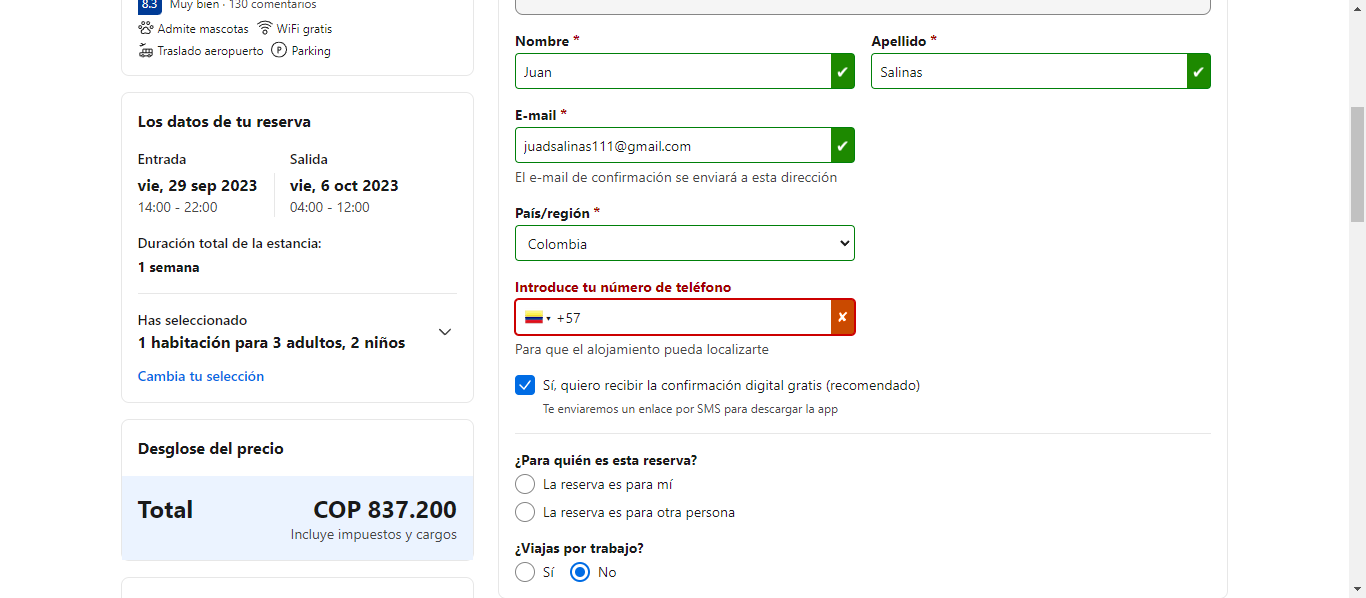 8.3 Muy bien · 130 comentarios
Admite mascotas WiFi gratis
Traslado aeropuerto P Parking
Los datos de tu reserva
Entrada Salida
vie, 29 sep 2023 vie, 6 oct 2023
14:00 - 22:00 04:00 - 12:00
Duración total de la estancia:
1 semana
Has seleccionado
1 habitación para 3 adultos, 2 niños
Cambia tu selección
Desglose del precio
Total COP 837.200
Incluye impuestos y cargos
Nombre * Apellido *
Juan Salinas
E-mail *
juadsalinas111@gmail.com
El e-mail de confirmación se enviará a esta dirección
País/región *
Colombia
Introduce tu número de teléfono
+57
Para que el alojamiento pueda localizarte
Sí, quiero recibir la confirmación digital gratis (recomendado)
Te enviaremos un enlace por SMS para descargar la app
¿Para quién es esta reserva?
La reserva es para mí
La reserva es para otra persona
¿Viajas por trabajo?
Sí No